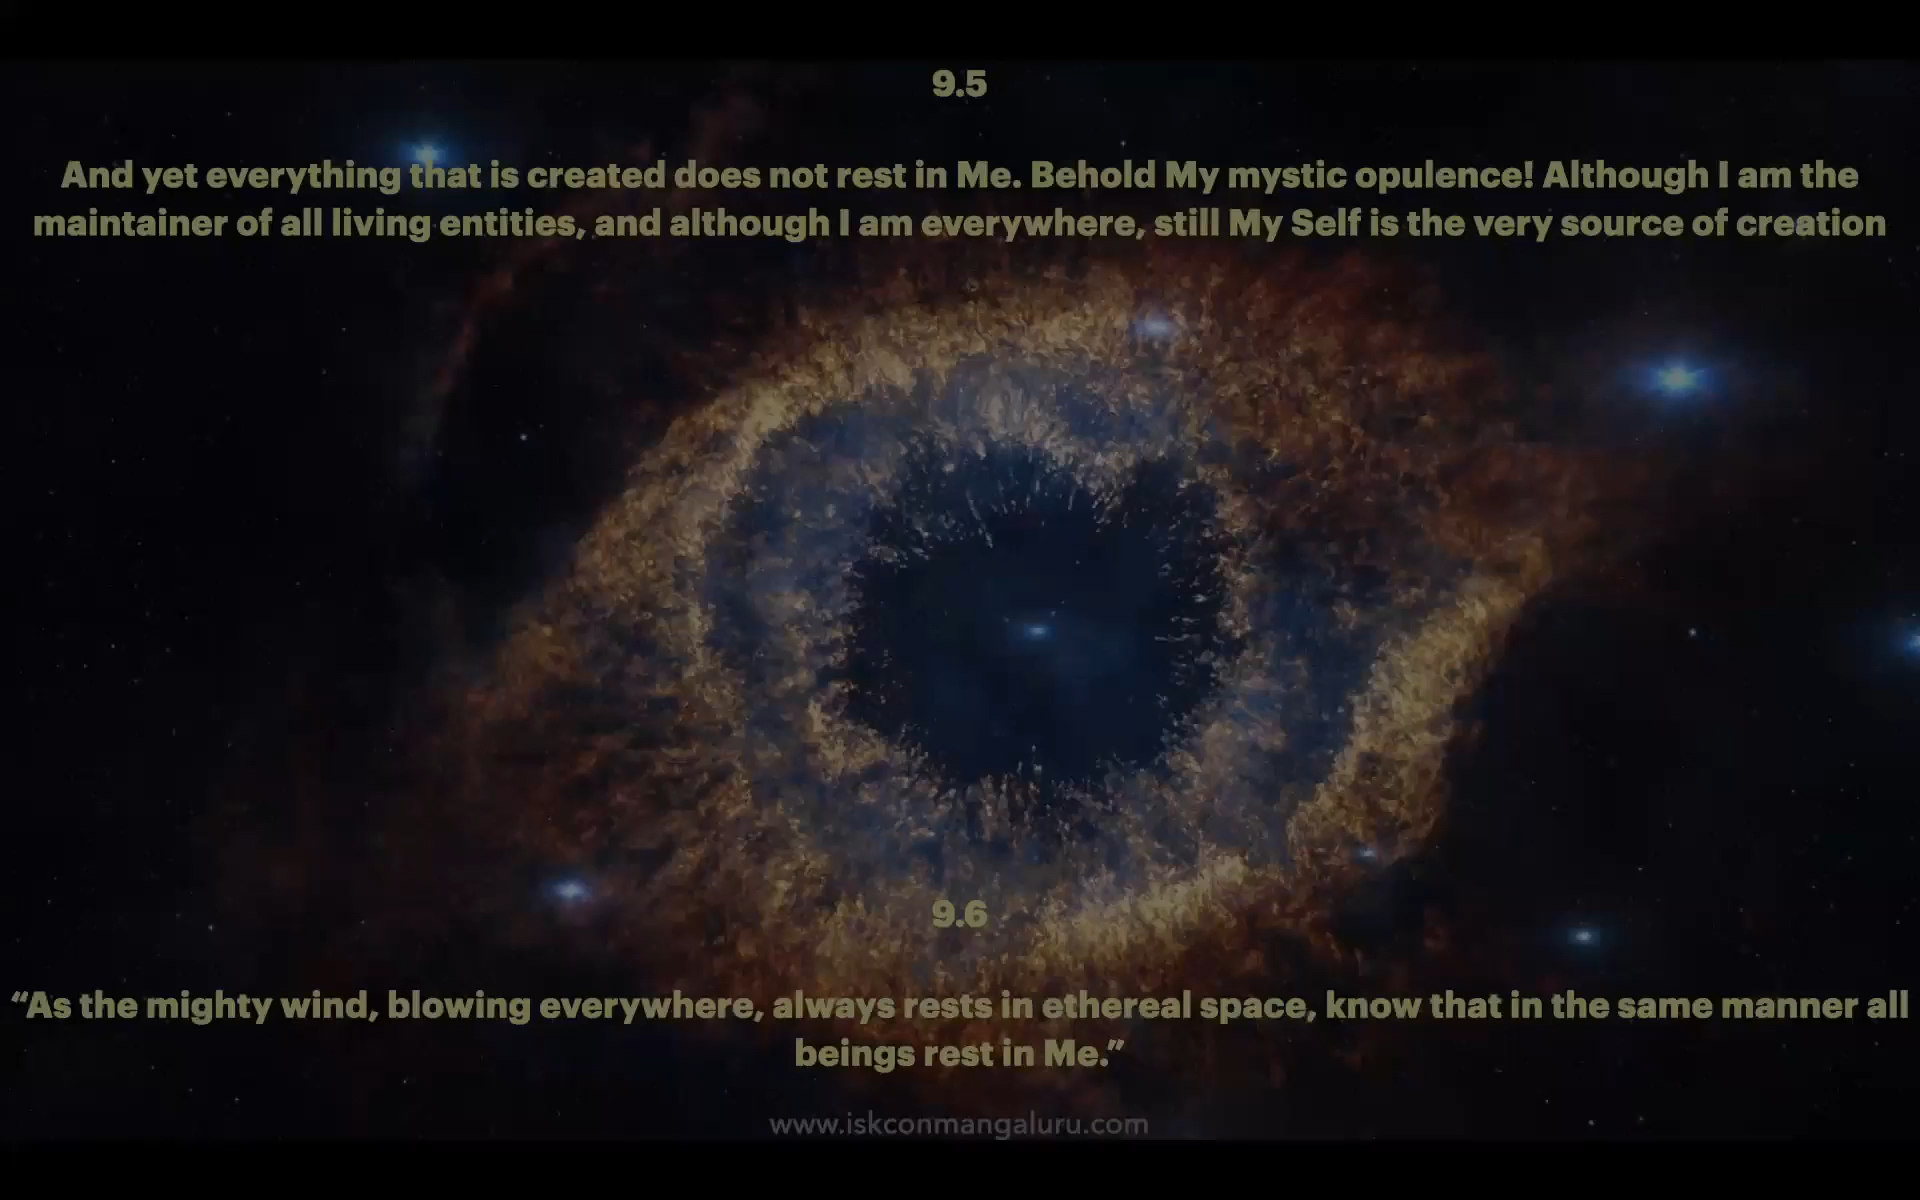 9.5
And yet everything that is created does not rest in Me. Behold My mystic opulence! Although I am the
maintainer of all living entities, and although I am everywhere, still My Self is the very source of creation
9.6
“As the mighty wind, blowing everywhere, always rests in ethereal space, know that in the same manner all
beings rest in Me.”
www.iskconmangaluru.com